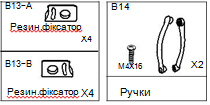 B13-A
Резин.фіксатор
X4
B13-B
Резин.фіксатор X4
B14
M4X16
X2
Ручки